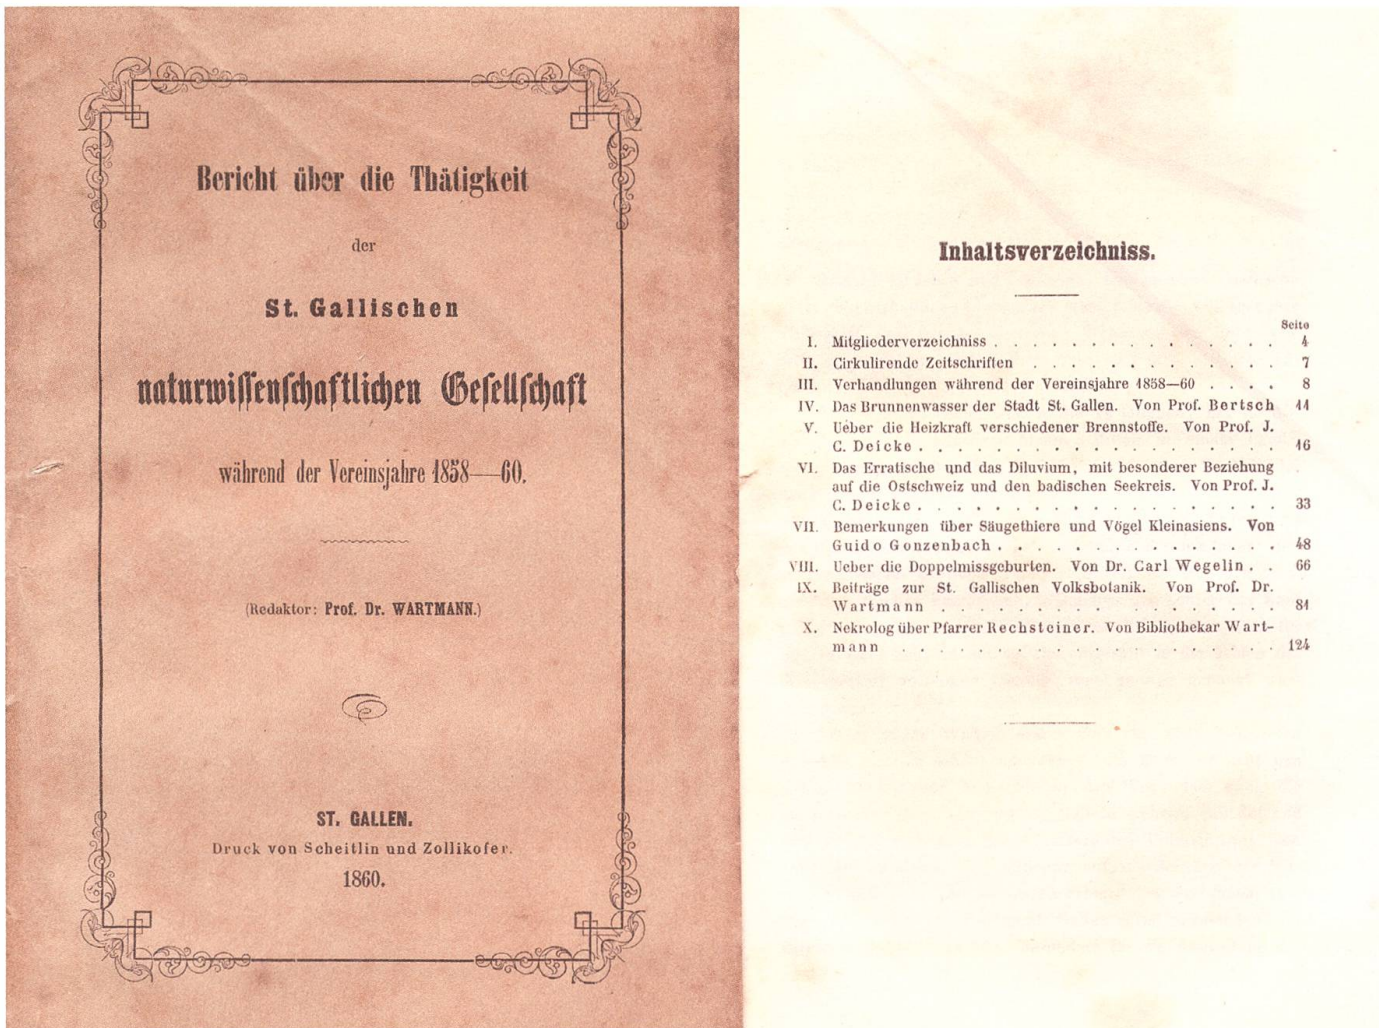 Bericht über die Thätigkeit
der
St. Gallischen
naturwissenschaftlichen Gesellschaft
während der Vereinsjahre 1858—60.
(Redaktor: Prof. Dr. WARTMANN.)
ST. GALLEN.
Druck von Scheitlin und Zollikofer.
1860.
Inhaltsverzeichniss.
Seite
I. Mitgliederverzeichniss . . . . . . . . . . . . . . . 4
II. Cirkulirende Zeitschriften . . . . . . . . . . . . . 7
III. Verhandlungen während der Vereinsjahre 1858—60 . . . . 8
IV. Das Brunnenwasser der Stadt St. Gallen. Von Prof. Bertsch 11
V. Ueber die Heizkraft verschiedener Brennstoffe. Von Prof. J.
C. Deicke . . . . . . . . . . . . . . . . . . . 16
VI. Das Erratische und das Diluvium, mit besonderer Beziehung
auf die Ostschweiz und den badischen Seekreis. Von Prof. J.
C. Deicke . . . . . . . . . . . . . . . . . . . 33
VII. Bemerkungen über Säugethiere und Vögel Kleinasiens. Von
Guido Gonzenbach . . . . . . . . . . . . . . . 48
VIII. Ueber die Doppelmissgeburten. Von Dr. Carl Wegelin . . 66
IX. Beiträge zur St. Gallischen Volksbotanik. Von Prof. Dr.
Wartmann . . . . . . . . . . . . . . . . . . 81
X. Nekrolog über Pfarrer Rechsteiner. Von Bibliothekar Wart-
mann . . . . . . . . . . . . . . . . . . . . 124